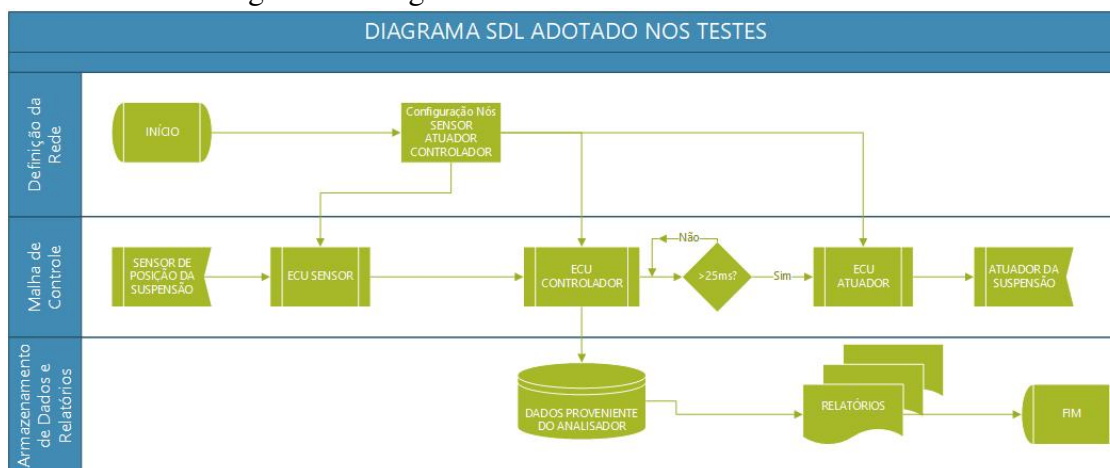 DIAGRAMA SDL ADOTADO NOS TESTES
Definição da
Rede
INÍCIO
Configuração Nós
SENSOR
ATUADOR
CONTROLADOR
Malha de
Controle
SENSOR DE
POSIÇÃO DA
SUSPENSÃO
ECU SENSOR
ECU
CONTROLADOR
Não
>25ms?
Sim
ECU
ATUADOR
ATUADOR DA
SUSPENSÃO
Armazenamento
de Dados e
Relatórios
DADOS PROVENIENTE
DO ANALISADOR
RELATÓRIOS
FIM